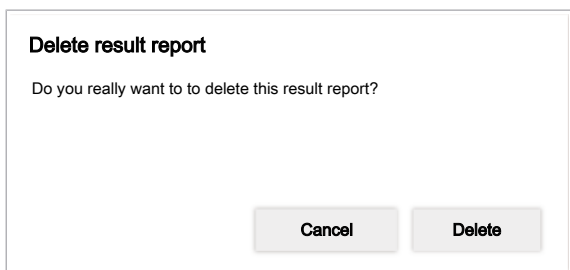 Delete result report
Do you really want to to delete this result report?
Cancel
Delete